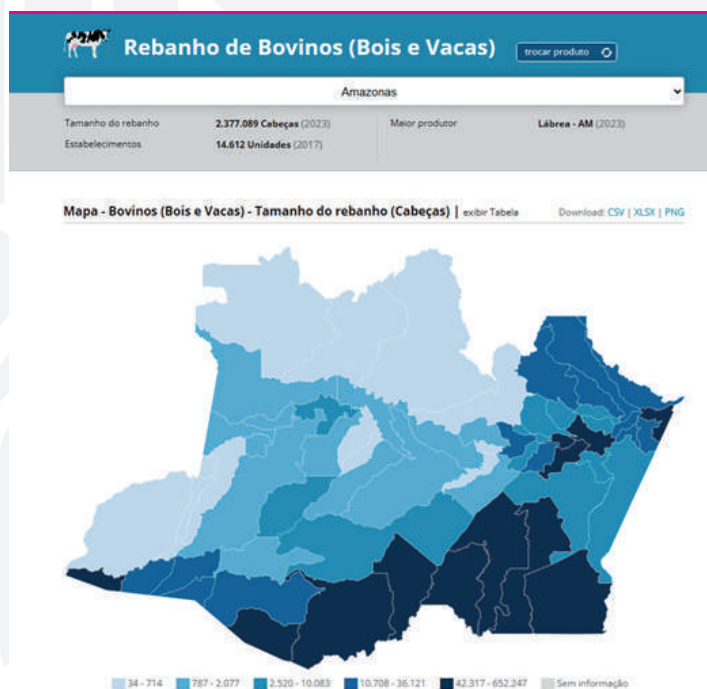 Rebanho de Bovinos (Bois e Vacas) trocar produto
Amazonas
Tamanho do rebanho 2.377.089 Cabeças (2023) Maior produtor Lábrea - AM (2023)
Estabelecimentos 14.612 Unidades (2017)
Mapa - Bovinos (Bois e Vacas) - Tamanho do rebanho (Cabeças) | exibir Tabela Download: CSV | XLSX | PNG
34 - 714 787 - 2.077 2.520 - 10.083 10.708 - 36.121 42.317 - 652.247 Sem informação